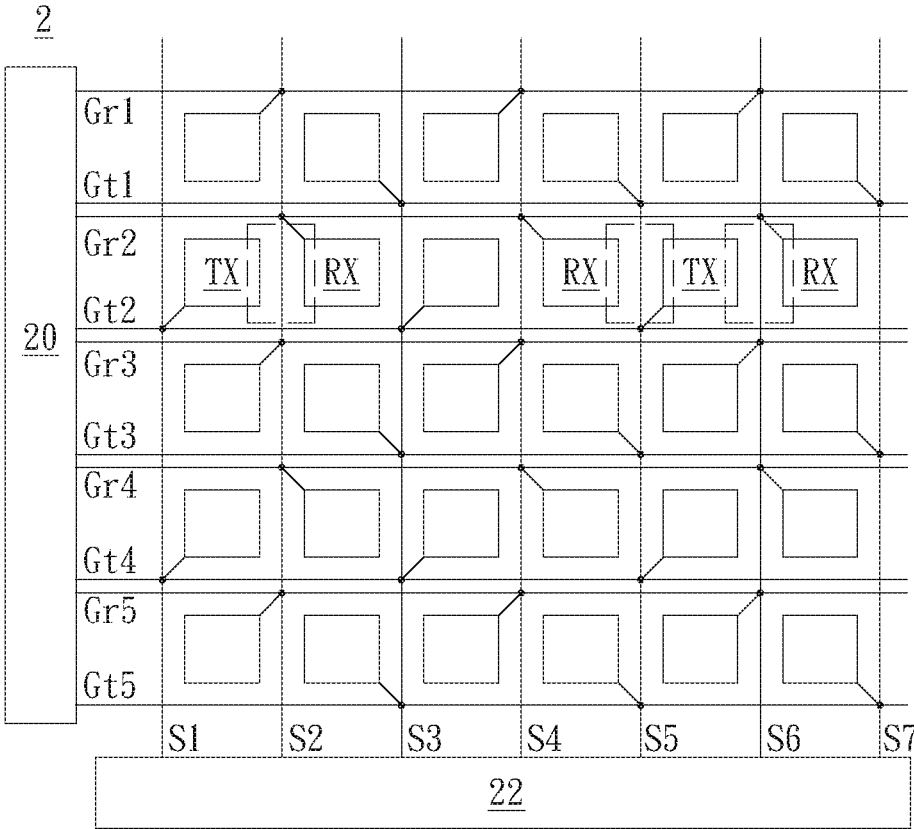 2
Gr1
Gt1
Gr2
TX RX RX TX RX
Gt2
20
Gr3
Gt3
Gr4
Gt4
Gr5
Gt5
S1 S2 S3 S4 S5 S6 S7
22